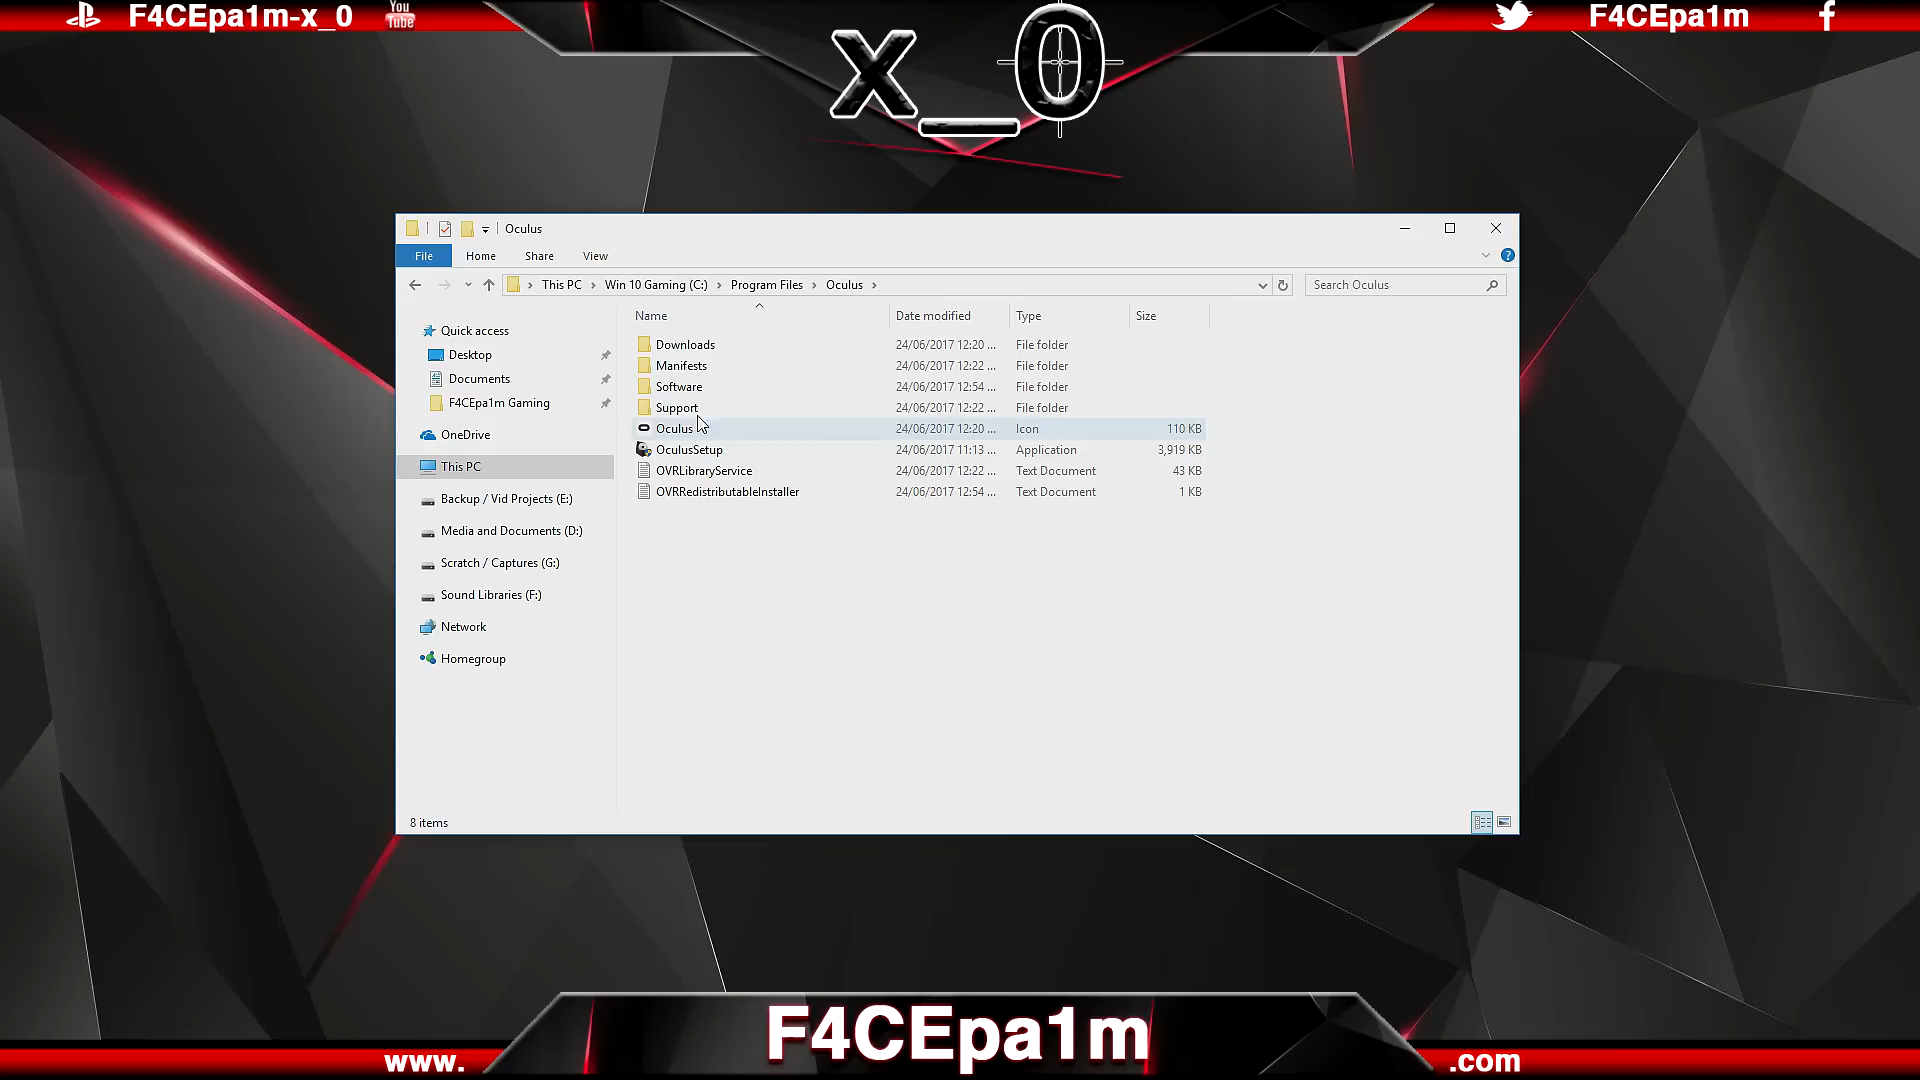 F4CEpa1m-x_0 You Tube
x_0
F4CEpa1m
Oculus
File Home Share View
This PC Win 10 Gaming (C:) Program Files Oculus
Search Oculus
Name Date modified Type Size
Quick access
Desktop
Documents
F4CEpa1m Gaming
OneDrive
This PC
Backup / Vid Projects (E:)
Media and Documents (D:)
Scratch / Captures (G:)
Sound Libraries (F:)
Network
Homegroup
Downloads 24/06/2017 12:20 ... File folder
Manifests 24/06/2017 12:22 ... File folder
Software 24/06/2017 12:54 ... File folder
Support 24/06/2017 12:22 ... File folder
Oculus 24/06/2017 12:20 ... Icon 110 KB
OculusSetup 24/06/2017 11:13 ... Application 3,919 KB
OVRLibraryService 24/06/2017 12:22 ... Text Document 43 KB
OVRRedistributableInstaller 24/06/2017 12:54 ... Text Document 1 KB
8 items
www. F4CEpa1m .com